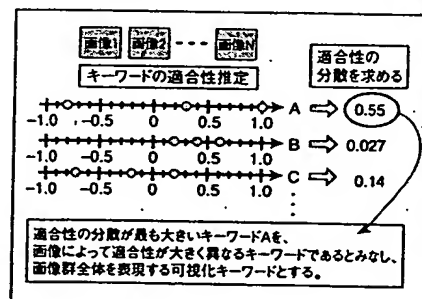 画像1 画像2 --- 画像N
キーワードの適合性推定
適合性の
分散を求める
A 0.55
-1.0 -0.5 0 0.5 1.0
B 0.027
-1.0 -0.5 0 0.5 1.0
C 0.14
-1.0 -0.5 0 0.5 1.0
適合性の分散が最も大きいキーワードAを、
画像によって適合性が大きく異なるキーワードであるとみなし、
画像群全体を表現する可視化キーワードとする。